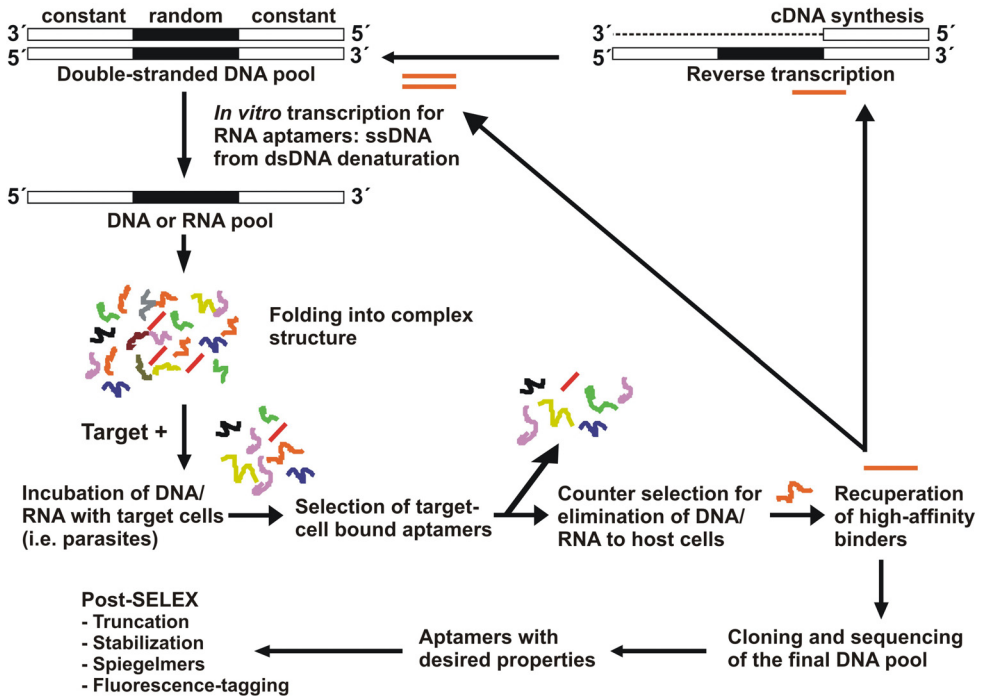 constant random constant
3´ 5´
5´ 3´
Double-stranded DNA pool
cDNA synthesis
3´ 5´
5´ 3´
Reverse transcription
In vitro transcription for
RNA aptamers: ssDNA
from dsDNA denaturation
5´ 3´
DNA or RNA pool
Folding into complex
structure
Target +
Incubation of DNA/
RNA with target cells
(i.e. parasites)
Selection of target-
cell bound aptamers
Counter selection for
elimination of DNA/
RNA to host cells
Recuperation
of high-affinity
binders
Cloning and sequencing
of the final DNA pool
Aptamers with
desired properties
Post-SELEX
- Truncation
- Stabilization
- Spiegelmers
- Fluorescence-tagging